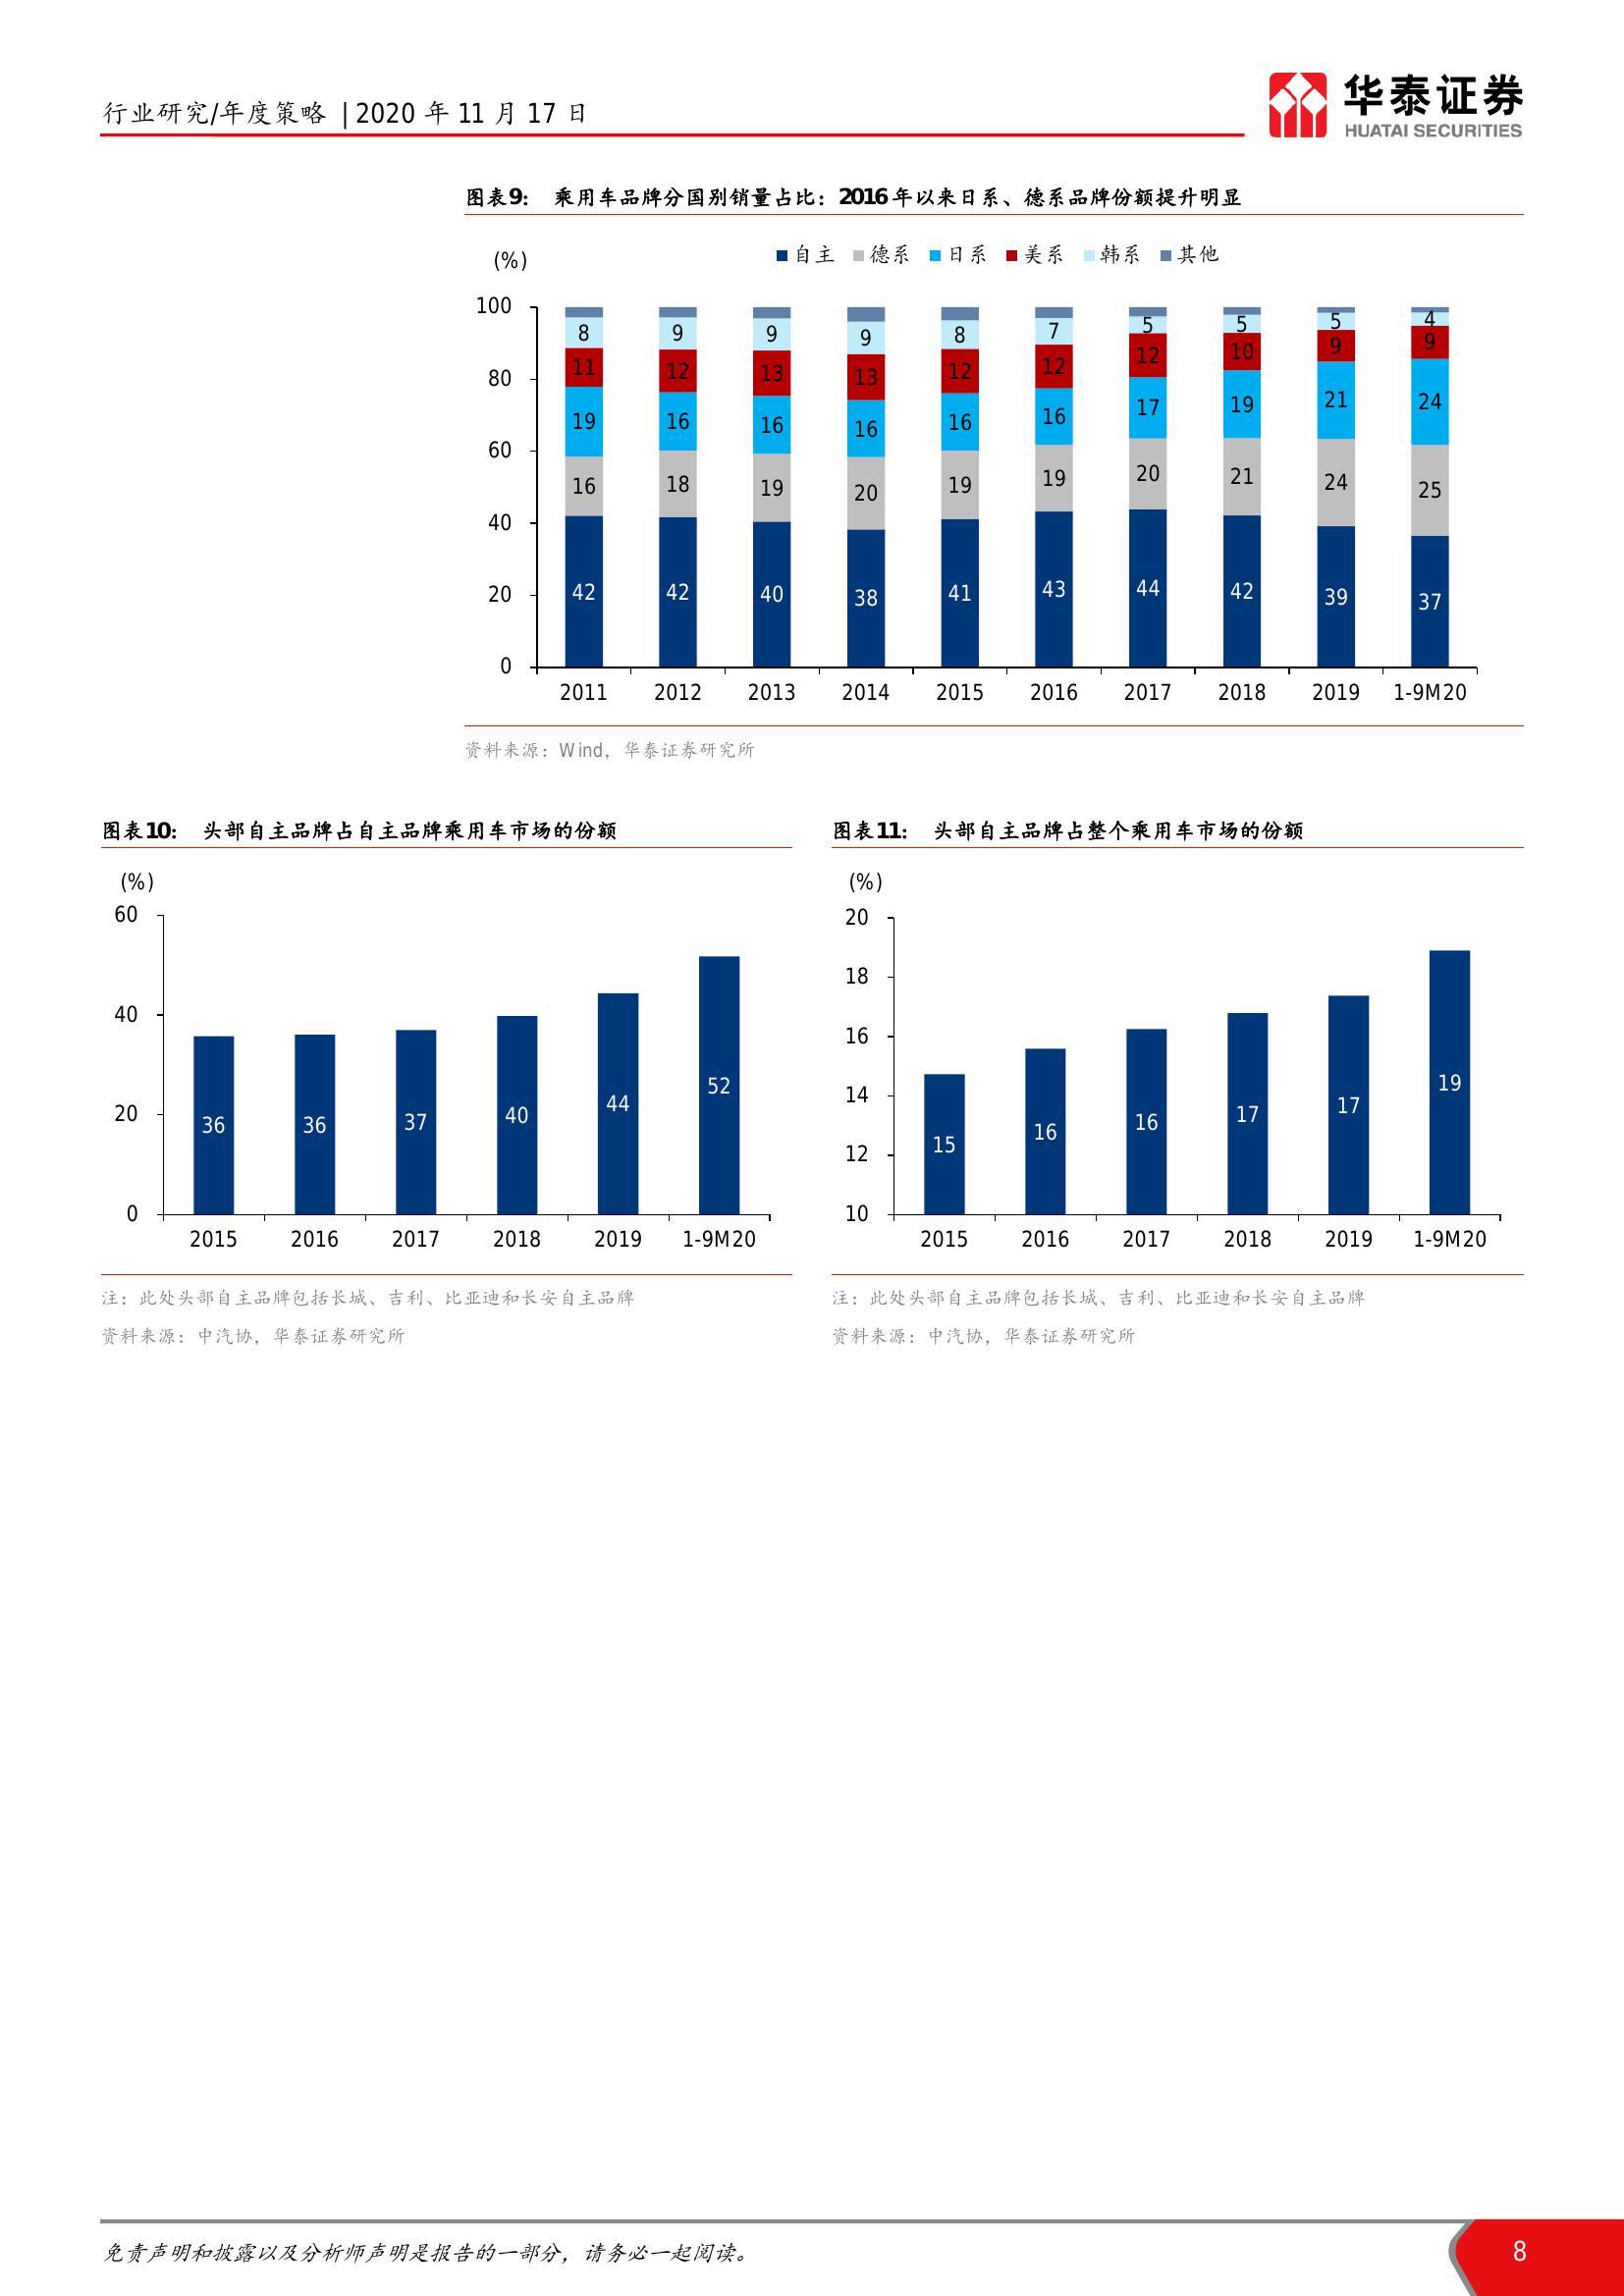 行业研究/年度策略 | 2020 年 11 月 17 日
华泰证券
HUATAI SECURITIES
图表9: 乘用车品牌分国别销量占比：2016 年以来日系、德系品牌份额提升明显
(%)
自主 德系 日系 美系 韩系 其他
100
80
60
40
20
0
8 9 9 9 8 7 5 5 5 4
11 12 13 13 12 12 12 10 9 9
19 16 16 16 16 16 17 19 21 24
16 18 19 20 19 19 20 21 24 25
42 42 40 38 41 43 44 42 39 37
2011 2012 2013 2014 2015 2016 2017 2018 2019 1-9M20
资料来源：Wind，华泰证券研究所
图表10: 头部自主品牌占自主品牌乘用车市场的份额
(%)
60
40
20
0
36 36 37 40 44 52
2015 2016 2017 2018 2019 1-9M20
注：此处头部自主品牌包括长城、吉利、比亚迪和长安自主品牌
资料来源：中汽协，华泰证券研究所
图表11: 头部自主品牌占整个乘用车市场的份额
(%)
20
18
16
14
12
10
15 16 16 17 17 19
2015 2016 2017 2018 2019 1-9M20
注：此处头部自主品牌包括长城、吉利、比亚迪和长安自主品牌
资料来源：中汽协，华泰证券研究所
免责声明和披露以及分析师声明是报告的一部分，请务必一起阅读。
8